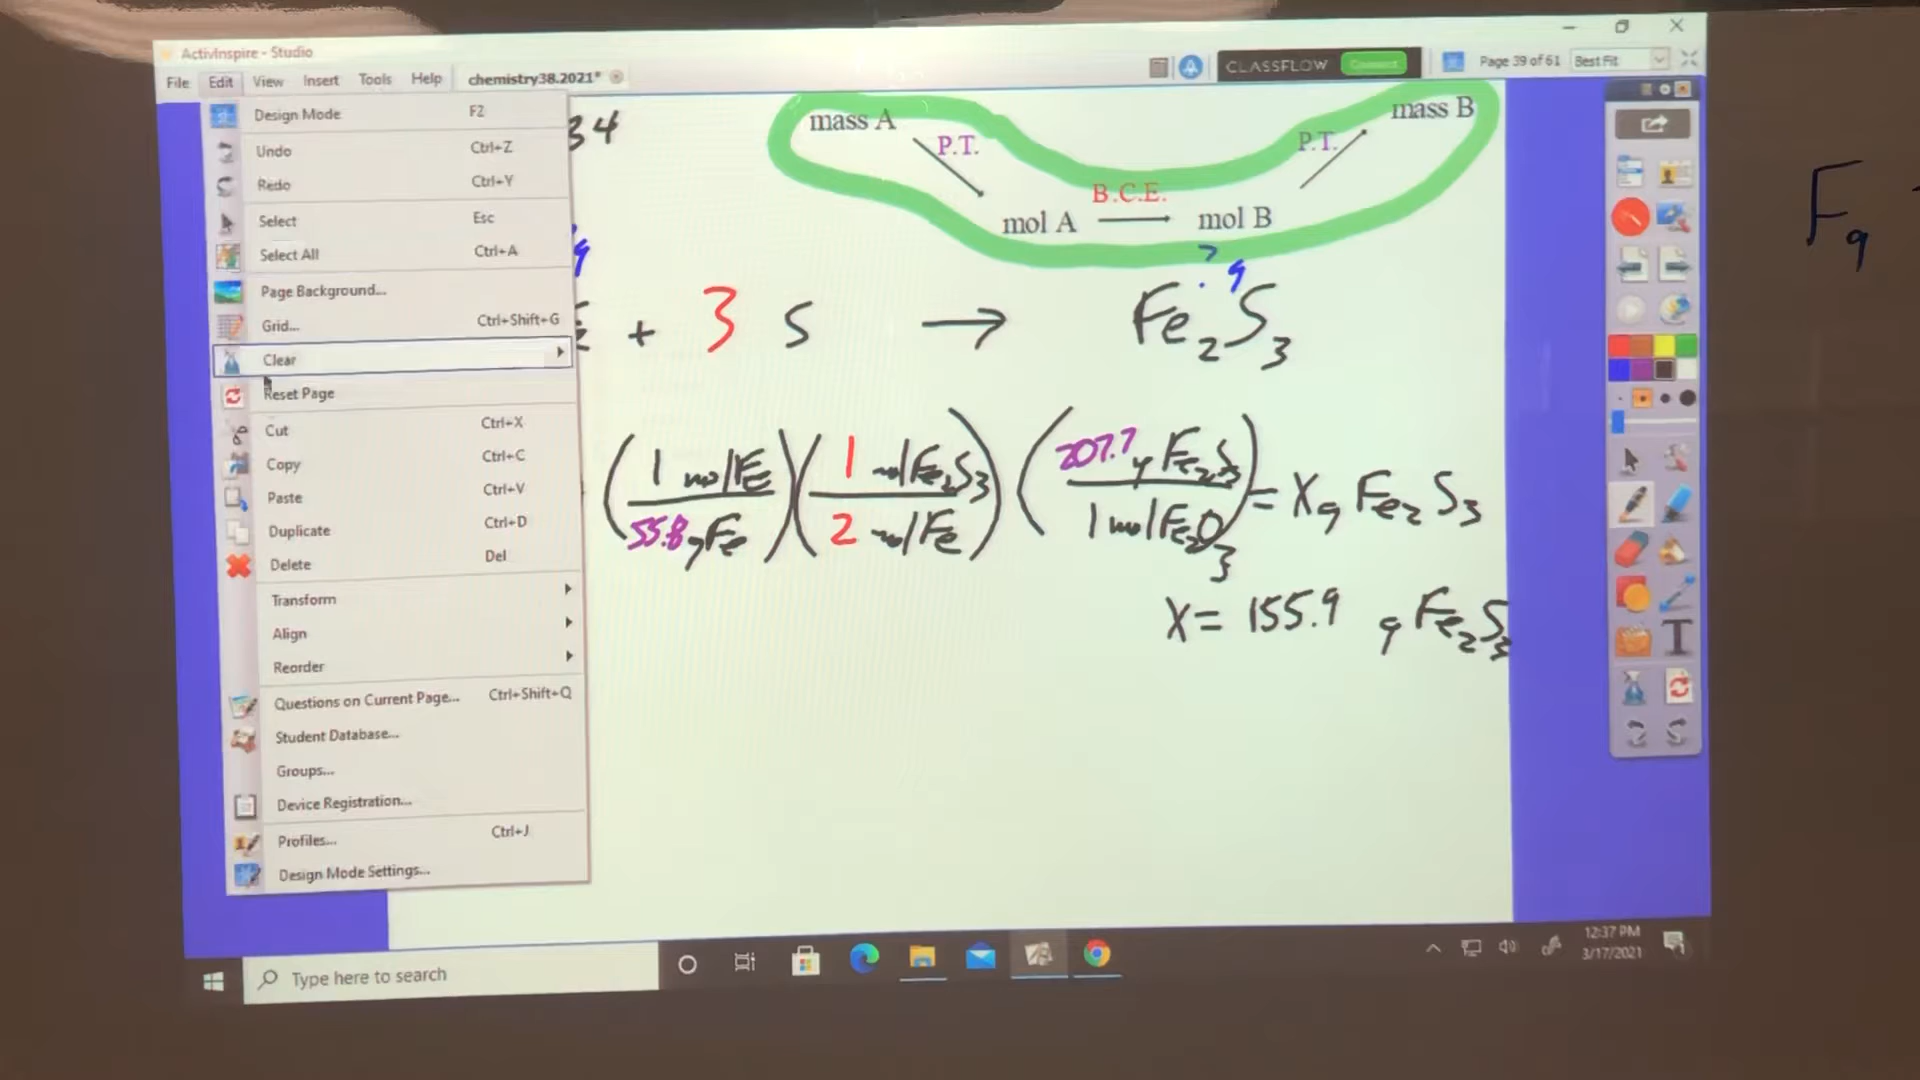 ActivInspire - Studio
File Edit View Insert Tools Help chemistry38.2021*
CLASSFLOW Connect
Page 39 of 61 Best Fit
Design Mode F2
Undo Ctrl+Z
Redo Ctrl+Y
Select Esc
Select All Ctrl+A
Page Background...
Grid... Ctrl+Shift+G
Clear
Reset Page
Cut Ctrl+X
Copy Ctrl+C
Paste Ctrl+V
Duplicate Ctrl+D
Delete Del
Transform
Align
Reorder
Questions on Current Page... Ctrl+Shift+Q
Student Database...
Groups...
Device Registration...
Profiles... Ctrl+J
Design Mode Settings...
34
mass A mass B
P.T. P.T.
B.C.E.
mol A → mol B
? g
g
+ 3 S → Fe2S3
(1 mol Fe / 55.8 g Fe) (1 mol Fe2S3 / 2 mol Fe) (207.7 g Fe2S3 / 1 mol Fe2O3) = X g Fe2S3
X = 155.9 g Fe2S3
T
F9
Type here to search
12:37 PM
3/17/2021